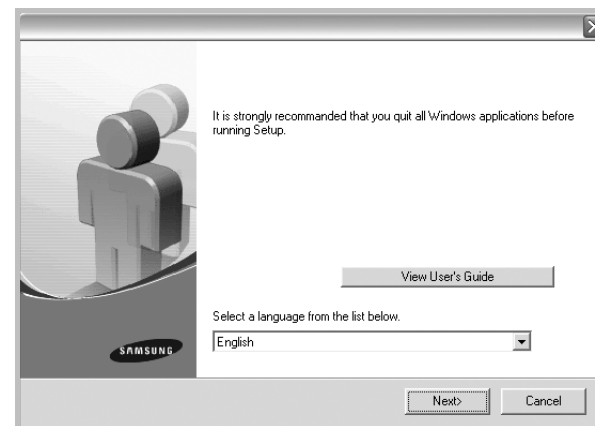 It is strongly recommanded that you quit all Windows applications before
running Setup.
View User's Guide
Select a language from the list below.
SAMSUNG
English
Next>
Cancel